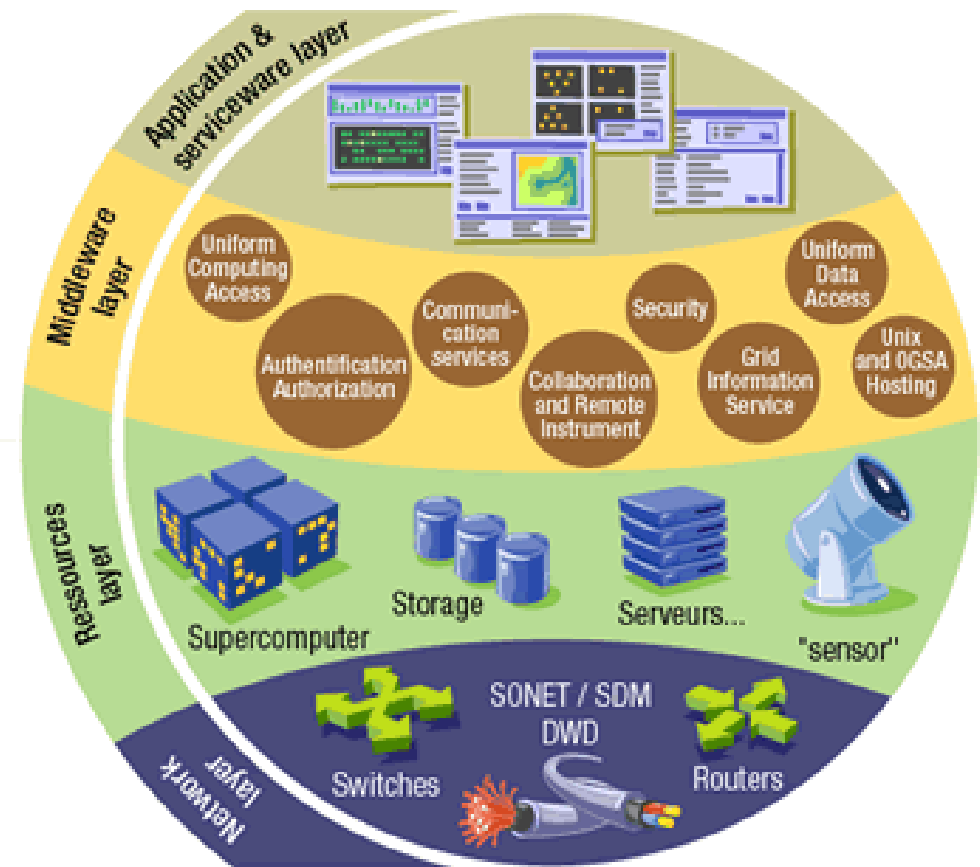 Application &
serviceware layer
Middleware
layer
Uniform
Computing
Access
Authentification
Authorization
Communi-
cation
services
Collaboration
and Remote
Instrument
Security
Grid
Information
Service
Uniform
Data
Access
Unix
and OGSA
Hosting
Ressources
layer
Supercomputer
Storage
Serveurs...
"sensor"
Network
layer
Switches
SONET / SDM
DWD
Routers